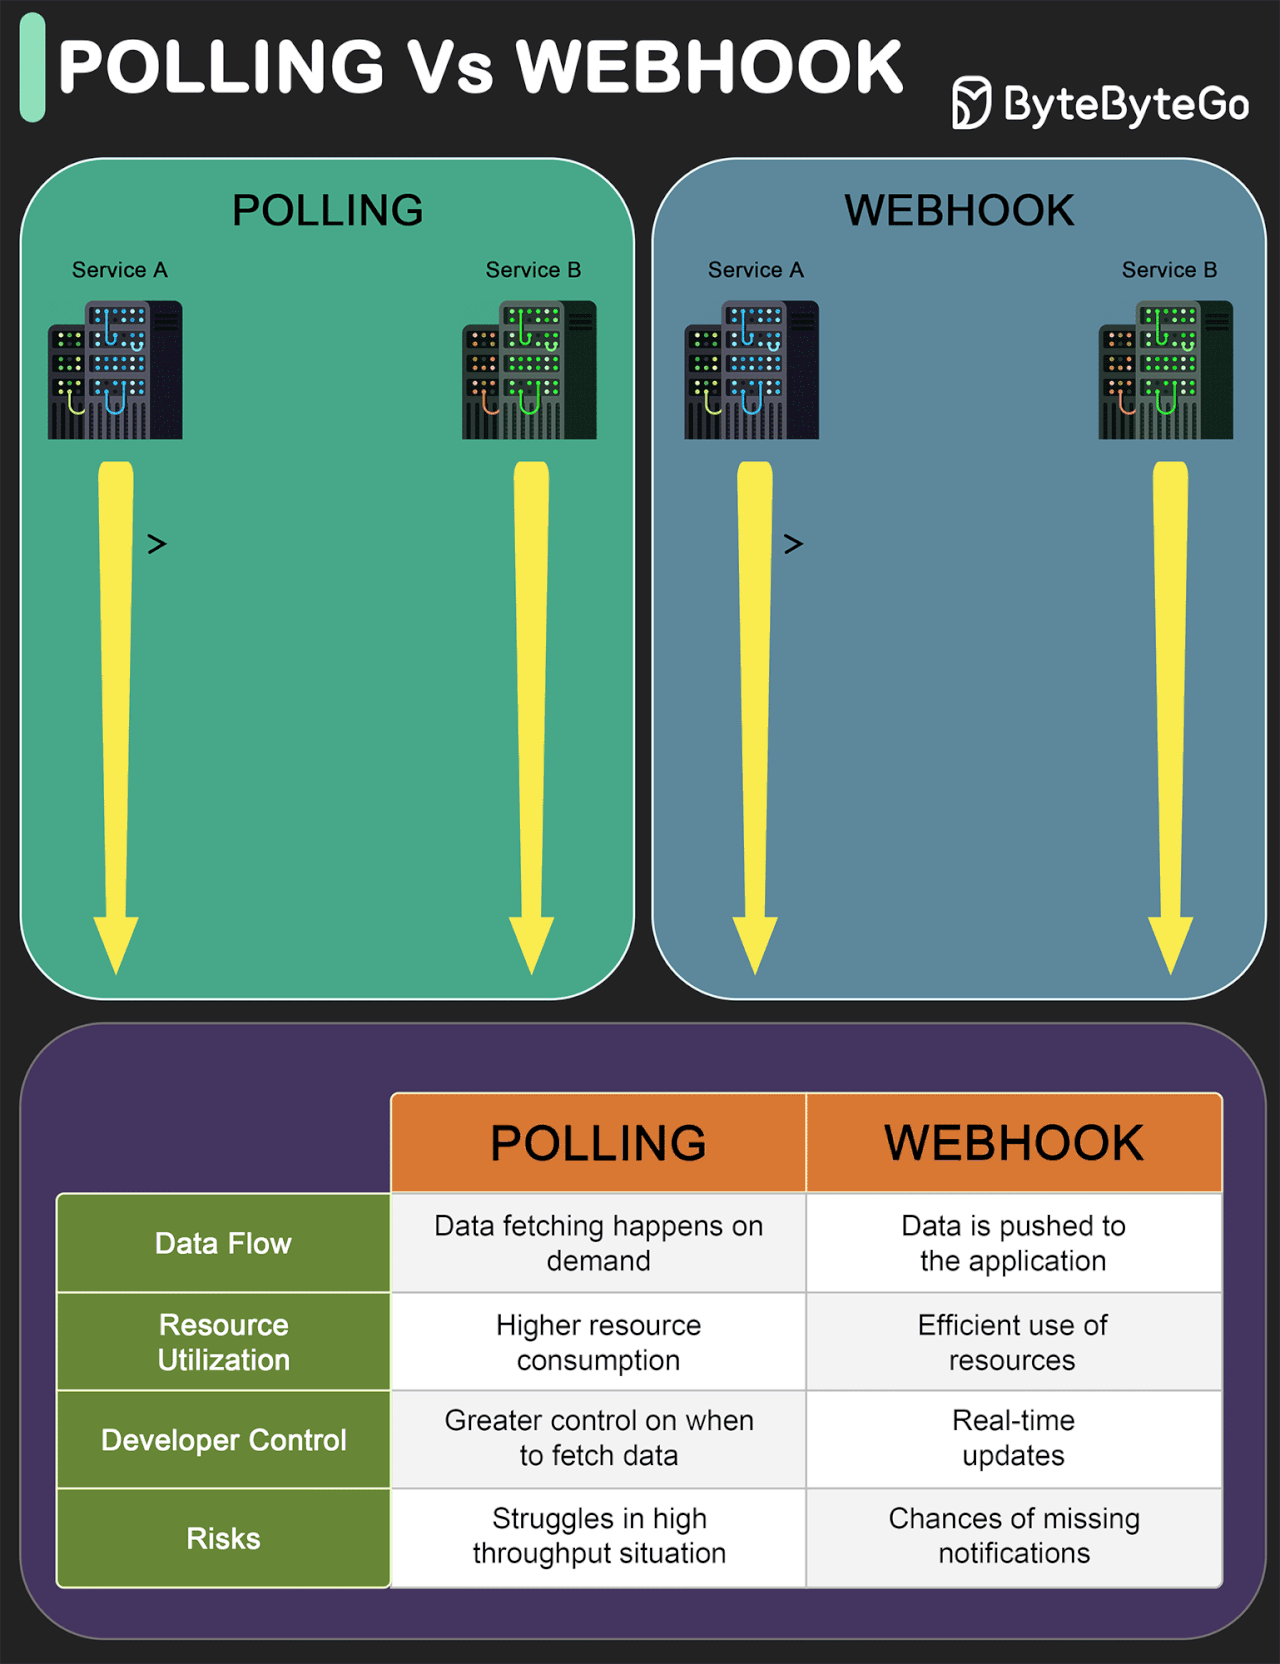 POLLING Vs WEBHOOK
ByteByteGo
POLLING
Service A
Service B
>
WEBHOOK
Service A
Service B
>
POLLING
WEBHOOK
Data Flow
Data fetching happens on
demand
Data is pushed to
the application
Resource
Utilization
Higher resource
consumption
Efficient use of
resources
Developer Control
Greater control on when
to fetch data
Real-time
updates
Risks
Struggles in high
throughput situation
Chances of missing
notifications